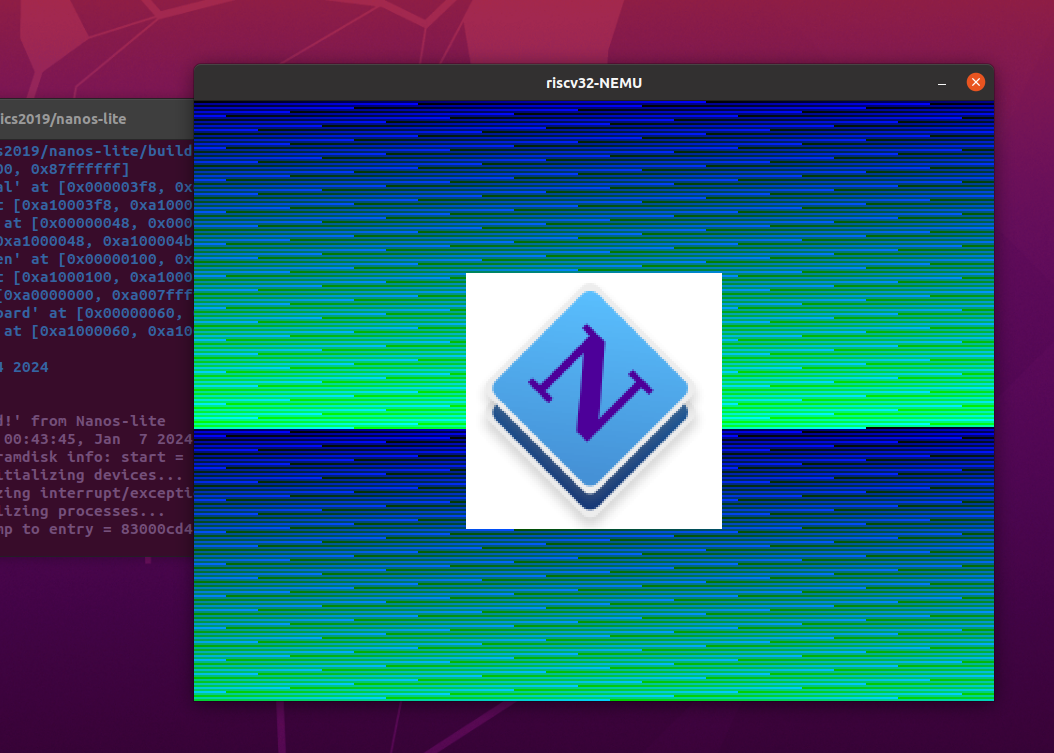 riscv32-NEMU
ics2019/nanos-lite
s2019/nanos-lite/build
00, 0x87ffffff]
al' at [0x000003f8, 0x
t [0xa10003f8, 0xa1000
at [0x00000048, 0x000
0xa1000048, 0xa100004b
en' at [0x00000100, 0x
t [0xa1000100, 0xa1000
[0xa0000000, 0xa007fff
oard' at [0x00000060,
at [0xa1000060, 0xa10
4 2024
d!' from Nanos-lite
00:43:45, Jan  7 2024
ramdisk info: start =
itializing devices...
zing interrupt/excepti
lizing processes...
mp to entry = 83000cd4
N